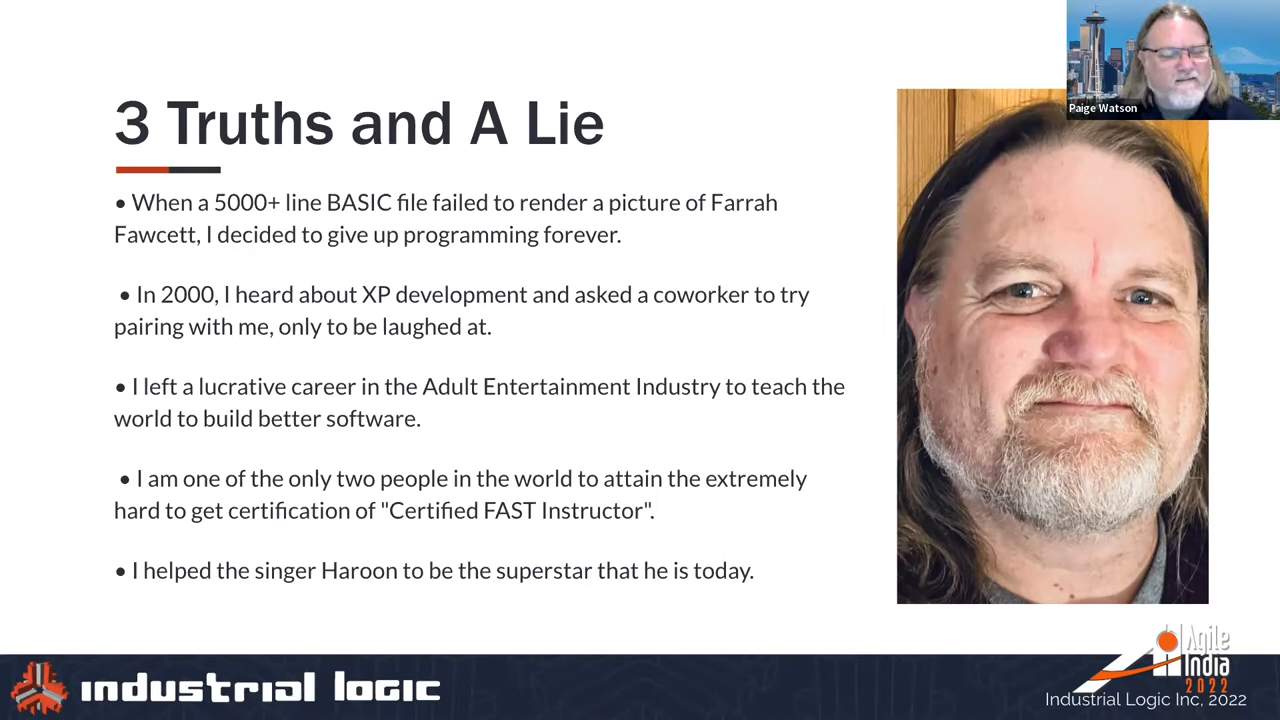 Paige Watson
3 Truths and A Lie
• When a 5000+ line BASIC file failed to render a picture of Farrah
Fawcett, I decided to give up programming forever.
• In 2000, I heard about XP development and asked a coworker to try
pairing with me, only to be laughed at.
• I left a lucrative career in the Adult Entertainment Industry to teach the
world to build better software.
• I am one of the only two people in the world to attain the extremely
hard to get certification of "Certified FAST Instructor".
• I helped the singer Haroon to be the superstar that he is today.
industrial logic
Agile
India
2022
Industrial Logic Inc, 2022